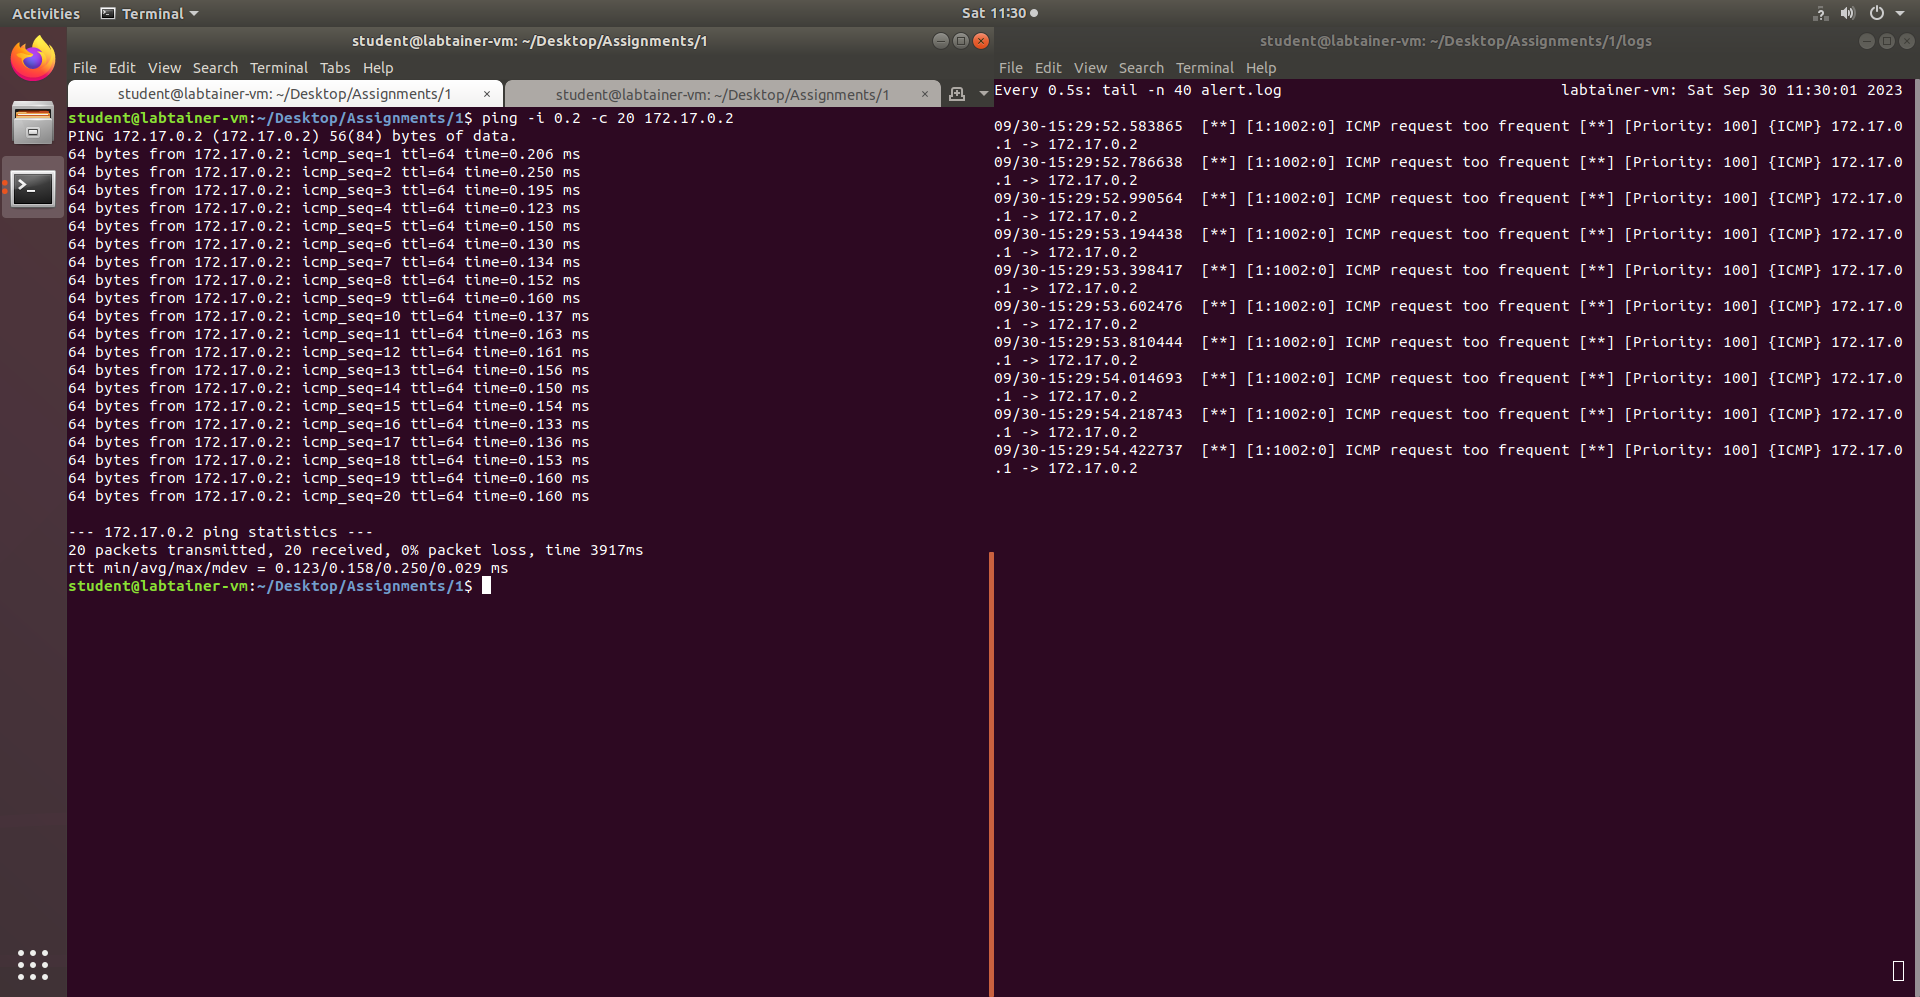 Activities
Terminal
Sat 11:30
student@labtainer-vm: ~/Desktop/Assignments/1
File Edit View Search Terminal Tabs Help
student@labtainer-vm: ~/Desktop/Assignments/1 ×
student@labtainer-vm: ~/Desktop/Assignments/1 ×
student@labtainer-vm:~/Desktop/Assignments/1$ ping -i 0.2 -c 20 172.17.0.2
PING 172.17.0.2 (172.17.0.2) 56(84) bytes of data.
64 bytes from 172.17.0.2: icmp_seq=1 ttl=64 time=0.206 ms
64 bytes from 172.17.0.2: icmp_seq=2 ttl=64 time=0.250 ms
64 bytes from 172.17.0.2: icmp_seq=3 ttl=64 time=0.195 ms
64 bytes from 172.17.0.2: icmp_seq=4 ttl=64 time=0.123 ms
64 bytes from 172.17.0.2: icmp_seq=5 ttl=64 time=0.150 ms
64 bytes from 172.17.0.2: icmp_seq=6 ttl=64 time=0.130 ms
64 bytes from 172.17.0.2: icmp_seq=7 ttl=64 time=0.134 ms
64 bytes from 172.17.0.2: icmp_seq=8 ttl=64 time=0.152 ms
64 bytes from 172.17.0.2: icmp_seq=9 ttl=64 time=0.160 ms
64 bytes from 172.17.0.2: icmp_seq=10 ttl=64 time=0.137 ms
64 bytes from 172.17.0.2: icmp_seq=11 ttl=64 time=0.163 ms
64 bytes from 172.17.0.2: icmp_seq=12 ttl=64 time=0.161 ms
64 bytes from 172.17.0.2: icmp_seq=13 ttl=64 time=0.156 ms
64 bytes from 172.17.0.2: icmp_seq=14 ttl=64 time=0.150 ms
64 bytes from 172.17.0.2: icmp_seq=15 ttl=64 time=0.154 ms
64 bytes from 172.17.0.2: icmp_seq=16 ttl=64 time=0.133 ms
64 bytes from 172.17.0.2: icmp_seq=17 ttl=64 time=0.136 ms
64 bytes from 172.17.0.2: icmp_seq=18 ttl=64 time=0.153 ms
64 bytes from 172.17.0.2: icmp_seq=19 ttl=64 time=0.160 ms
64 bytes from 172.17.0.2: icmp_seq=20 ttl=64 time=0.160 ms
--- 172.17.0.2 ping statistics ---
20 packets transmitted, 20 received, 0% packet loss, time 3917ms
rtt min/avg/max/mdev = 0.123/0.158/0.250/0.029 ms
student@labtainer-vm:~/Desktop/Assignments/1$
student@labtainer-vm: ~/Desktop/Assignments/1/logs
File Edit View Search Terminal Help
Every 0.5s: tail -n 40 alert.log labtainer-vm: Sat Sep 30 11:30:01 2023
09/30-15:29:52.583865 [**] [1:1002:0] ICMP request too frequent [**] [Priority: 100] {ICMP} 172.17.0
.1 -> 172.17.0.2
09/30-15:29:52.786638 [**] [1:1002:0] ICMP request too frequent [**] [Priority: 100] {ICMP} 172.17.0
.1 -> 172.17.0.2
09/30-15:29:52.990564 [**] [1:1002:0] ICMP request too frequent [**] [Priority: 100] {ICMP} 172.17.0
.1 -> 172.17.0.2
09/30-15:29:53.194438 [**] [1:1002:0] ICMP request too frequent [**] [Priority: 100] {ICMP} 172.17.0
.1 -> 172.17.0.2
09/30-15:29:53.398417 [**] [1:1002:0] ICMP request too frequent [**] [Priority: 100] {ICMP} 172.17.0
.1 -> 172.17.0.2
09/30-15:29:53.602476 [**] [1:1002:0] ICMP request too frequent [**] [Priority: 100] {ICMP} 172.17.0
.1 -> 172.17.0.2
09/30-15:29:53.810444 [**] [1:1002:0] ICMP request too frequent [**] [Priority: 100] {ICMP} 172.17.0
.1 -> 172.17.0.2
09/30-15:29:54.014693 [**] [1:1002:0] ICMP request too frequent [**] [Priority: 100] {ICMP} 172.17.0
.1 -> 172.17.0.2
09/30-15:29:54.218743 [**] [1:1002:0] ICMP request too frequent [**] [Priority: 100] {ICMP} 172.17.0
.1 -> 172.17.0.2
09/30-15:29:54.422737 [**] [1:1002:0] ICMP request too frequent [**] [Priority: 100] {ICMP} 172.17.0
.1 -> 172.17.0.2